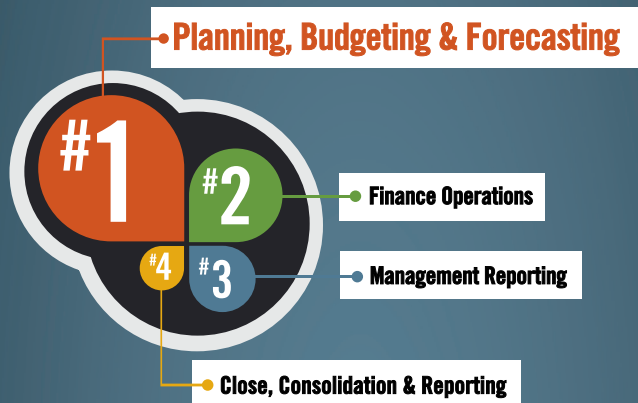 Planning, Budgeting & Forecasting
#1
#2
Finance Operations
#4
#3
Management Reporting
Close, Consolidation & Reporting